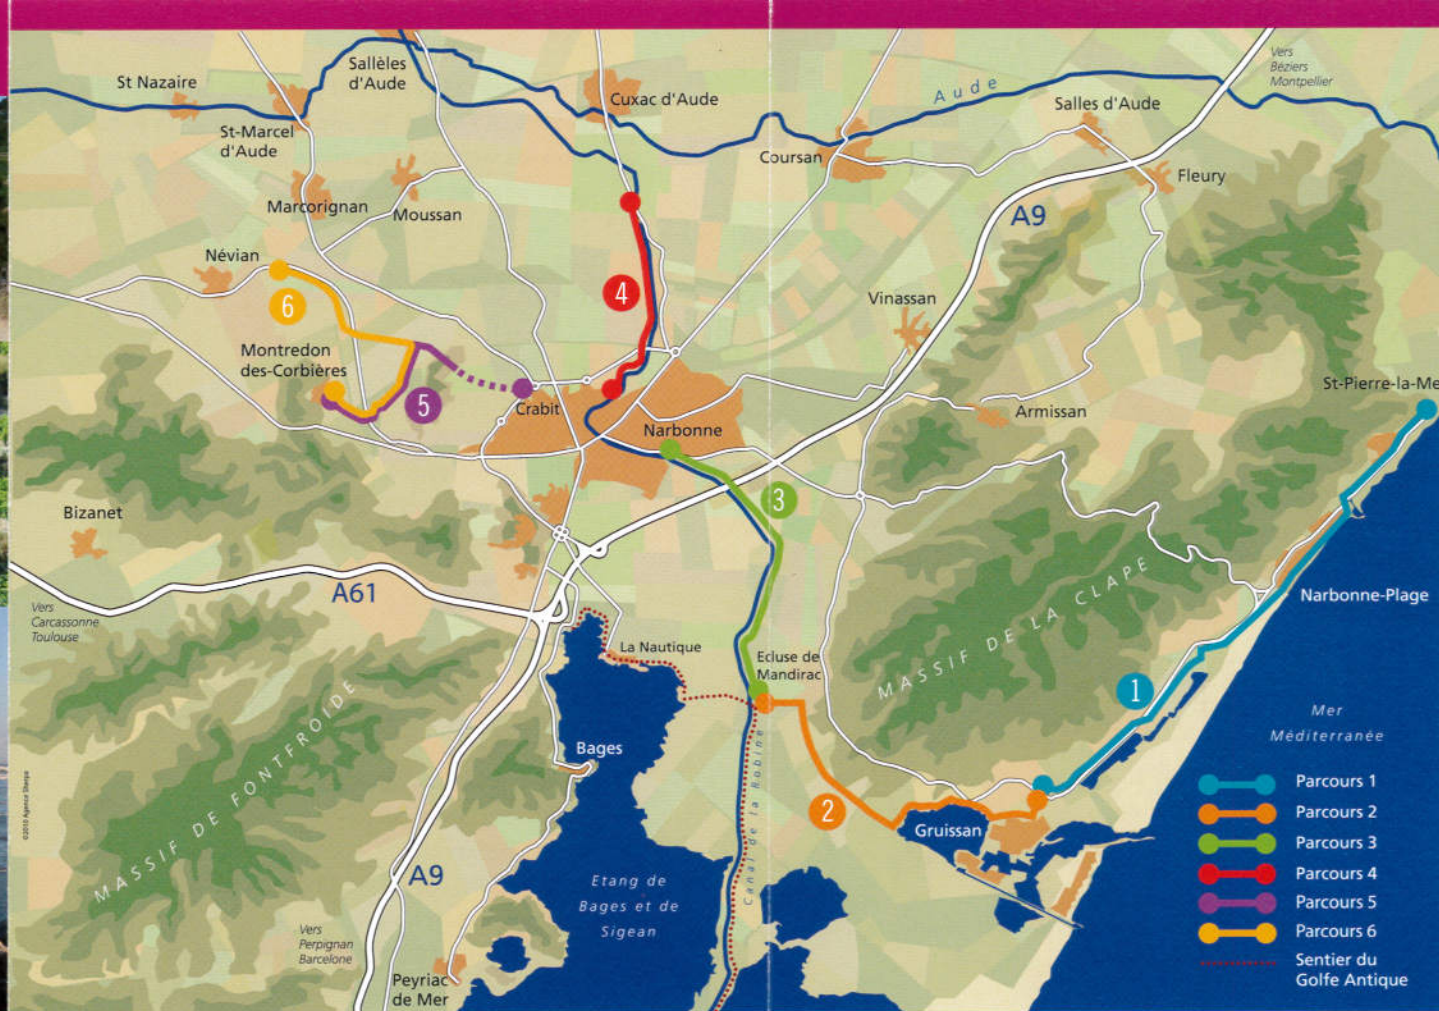 Vers
Béziers
Montpellier
Sallèles
d'Aude
St Nazaire
Cuxac d'Aude
Aude
Salles d'Aude
St-Marcel
d'Aude
Coursan
Fleury
Marcorignan
Moussan
A9
Névian
6
4
Vinassan
Montredon
des-Corbières
St-Pierre-la-Me
5
Crabit
Armissan
Narbonne
3
Bizanet
A61
Vers
Carcassonne
Toulouse
Narbonne-Plage
MASSIF DE LA CLAPE
La Nautique
Ecluse de
Mandirac
1
MASSIF DE FONTFROIDE
Mer
Méditerranée
Bages
Canal de la Robine
2
Gruissan
©2010 Agence Sherpa
A9
Etang de
Bages et de
Sigean
Vers
Perpignan
Barcelone
Peyriac
de Mer
Parcours 1
Parcours 2
Parcours 3
Parcours 4
Parcours 5
Parcours 6
Sentier du
Golfe Antique